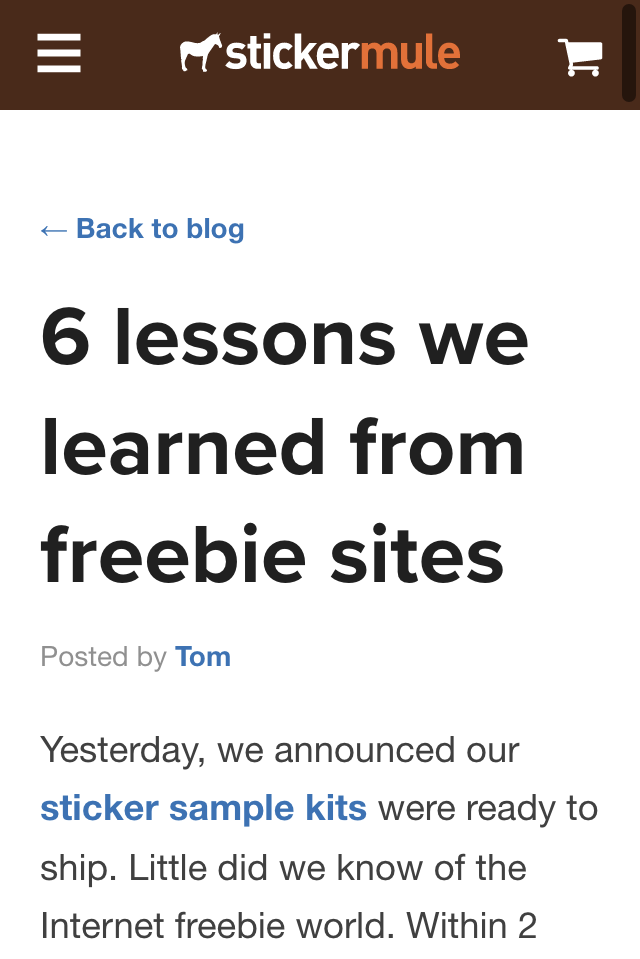 stickermule
← Back to blog
6 lessons we
learned from
freebie sites
Posted by Tom
Yesterday, we announced our
sticker sample kits were ready to
ship. Little did we know of the
Internet freebie world. Within 2